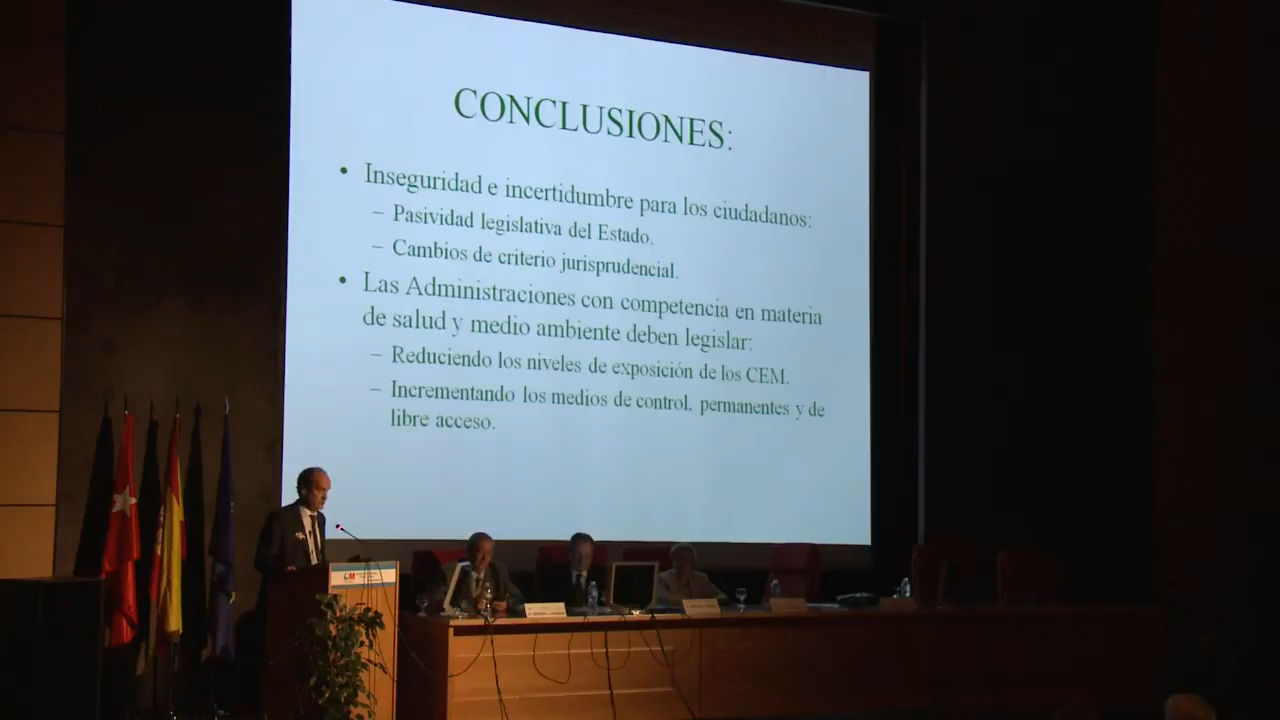 CONCLUSIONES:
• Inseguridad e incertidumbre para los ciudadanos:
– Pasividad legislativa del Estado.
– Cambios de criterio jurisprudencial.
• Las Administraciones con competencia en materia
de salud y medio ambiente deben legislar:
– Reduciendo los niveles de exposición de los CEM.
– Incrementando los medios de control, permanentes y de
libre acceso.